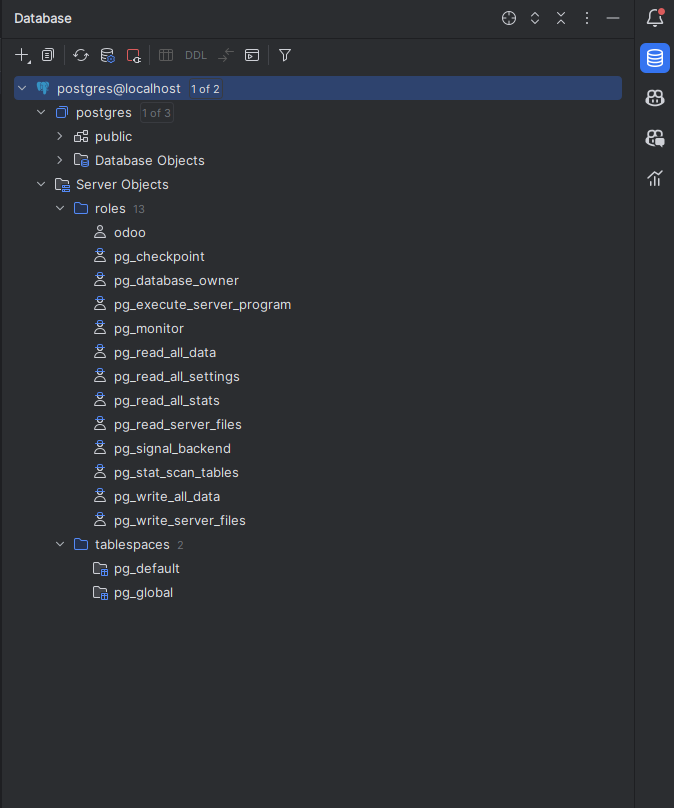 Database
DDL
postgres@localhost 1 of 2
postgres 1 of 3
public
Database Objects
Server Objects
roles 13
odoo
pg_checkpoint
pg_database_owner
pg_execute_server_program
pg_monitor
pg_read_all_data
pg_read_all_settings
pg_read_all_stats
pg_read_server_files
pg_signal_backend
pg_stat_scan_tables
pg_write_all_data
pg_write_server_files
tablespaces 2
pg_default
pg_global